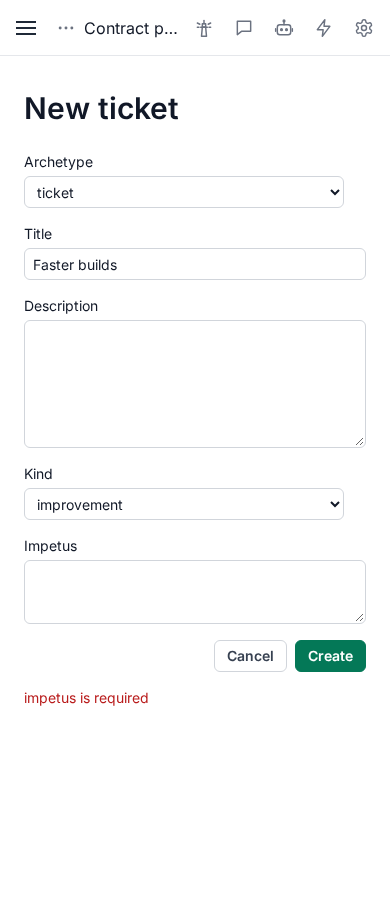 Contract p...
New ticket
Archetype
ticket
Title
Faster builds
Description
Kind
improvement
Impetus
Cancel
Create
impetus is required